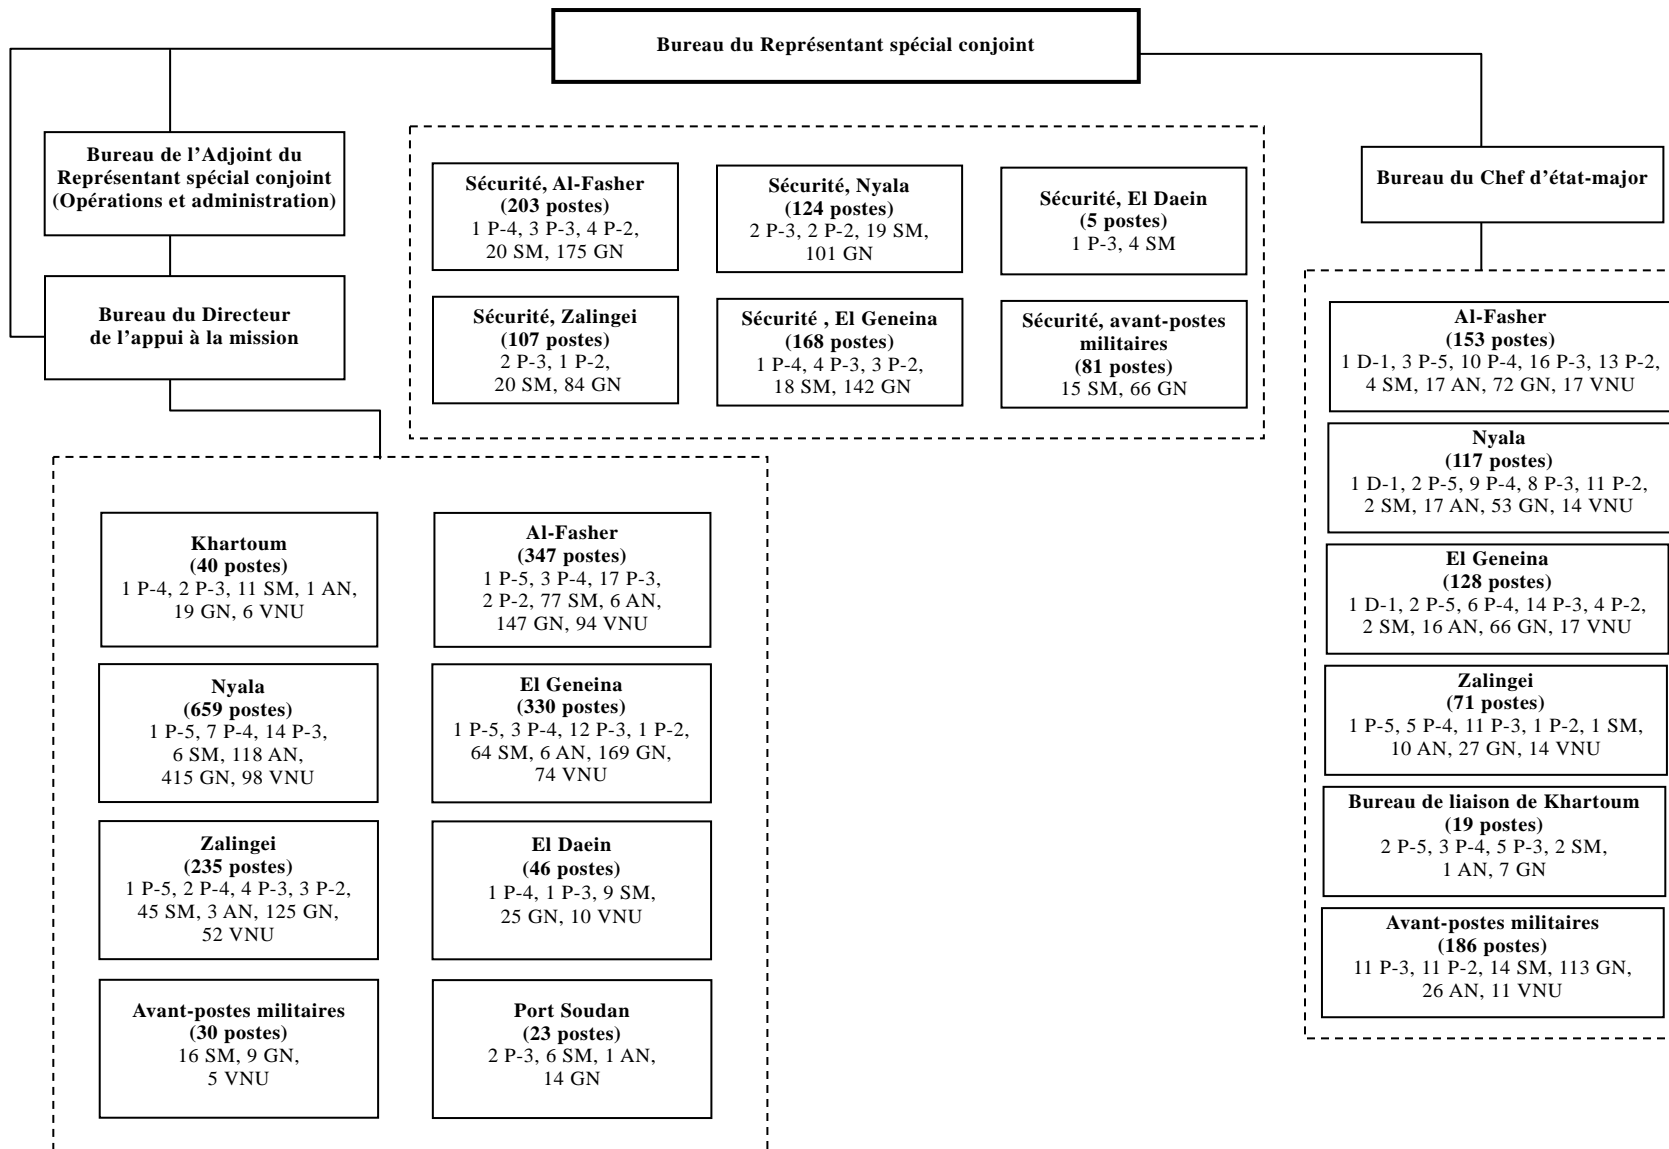 Bureau du Représentant spécial conjoint
Bureau de l'Adjoint du
Représentant spécial conjoint
(Opérations et administration)
Bureau du Directeur
de l'appui à la mission
Sécurité, Al-Fasher
(203 postes)
1 P-4, 3 P-3, 4 P-2,
20 SM, 175 GN
Sécurité, Nyala
(124 postes)
2 P-3, 2 P-2, 19 SM,
101 GN
Sécurité, El Daein
(5 postes)
1 P-3, 4 SM
Sécurité, Zalingei
(107 postes)
2 P-3, 1 P-2,
20 SM, 84 GN
Sécurité , El Geneina
(168 postes)
1 P-4, 4 P-3, 3 P-2,
18 SM, 142 GN
Sécurité, avant-postes
militaires
(81 postes)
15 SM, 66 GN
Bureau du Chef d'état-major
Al-Fasher
(153 postes)
1 D-1, 3 P-5, 10 P-4, 16 P-3, 13 P-2,
4 SM, 17 AN, 72 GN, 17 VNU
Nyala
(117 postes)
1 D-1, 2 P-5, 9 P-4, 8 P-3, 11 P-2,
2 SM, 17 AN, 53 GN, 14 VNU
El Geneina
(128 postes)
1 D-1, 2 P-5, 6 P-4, 14 P-3, 4 P-2,
2 SM, 16 AN, 66 GN, 17 VNU
Zalingei
(71 postes)
1 P-5, 5 P-4, 11 P-3, 1 P-2, 1 SM,
10 AN, 27 GN, 14 VNU
Bureau de liaison de Khartoum
(19 postes)
2 P-5, 3 P-4, 5 P-3, 2 SM,
1 AN, 7 GN
Avant-postes militaires
(186 postes)
11 P-3, 11 P-2, 14 SM, 113 GN,
26 AN, 11 VNU
Khartoum
(40 postes)
1 P-4, 2 P-3, 11 SM, 1 AN,
19 GN, 6 VNU
Al-Fasher
(347 postes)
1 P-5, 3 P-4, 17 P-3,
2 P-2, 77 SM, 6 AN,
147 GN, 94 VNU
Nyala
(659 postes)
1 P-5, 7 P-4, 14 P-3,
6 SM, 118 AN,
415 GN, 98 VNU
El Geneina
(330 postes)
1 P-5, 3 P-4, 12 P-3, 1 P-2,
64 SM, 6 AN, 169 GN,
74 VNU
Zalingei
(235 postes)
1 P-5, 2 P-4, 4 P-3, 3 P-2,
45 SM, 3 AN, 125 GN,
52 VNU
El Daein
(46 postes)
1 P-4, 1 P-3, 9 SM,
25 GN, 10 VNU
Avant-postes militaires
(30 postes)
16 SM, 9 GN,
5 VNU
Port Soudan
(23 postes)
2 P-3, 6 SM, 1 AN,
14 GN